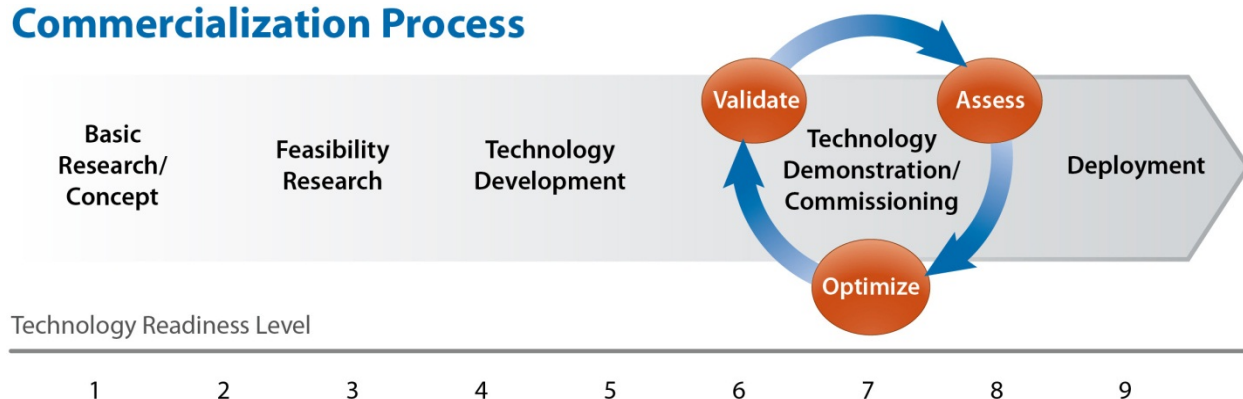 Commercialization Process
Basic
Research/
Concept
Feasibility
Research
Technology
Development
Validate
Assess
Technology
Demonstration/
Commissioning
Optimize
Deployment
Technology Readiness Level
1 2 3 4 5 6 7 8 9